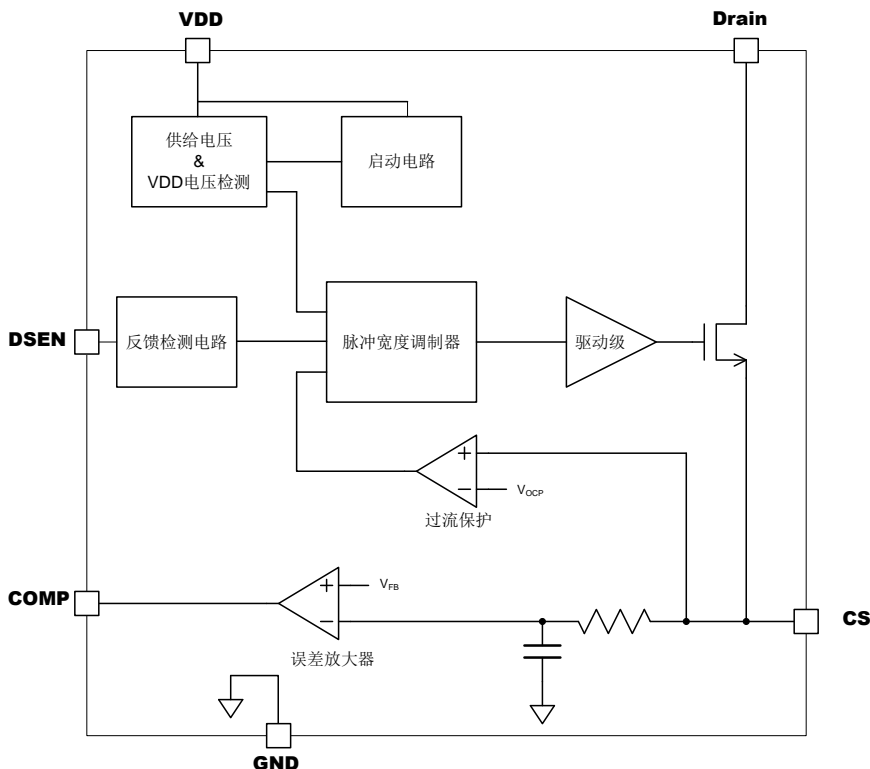 VDD
Drain
供给电压
&
VDD电压检测
启动电路
DSEN
反馈检测电路
脉冲宽度调制器
驱动级
+
−
VOCP
过流保护
COMP
+
−
VFB
误差放大器
CS
GND